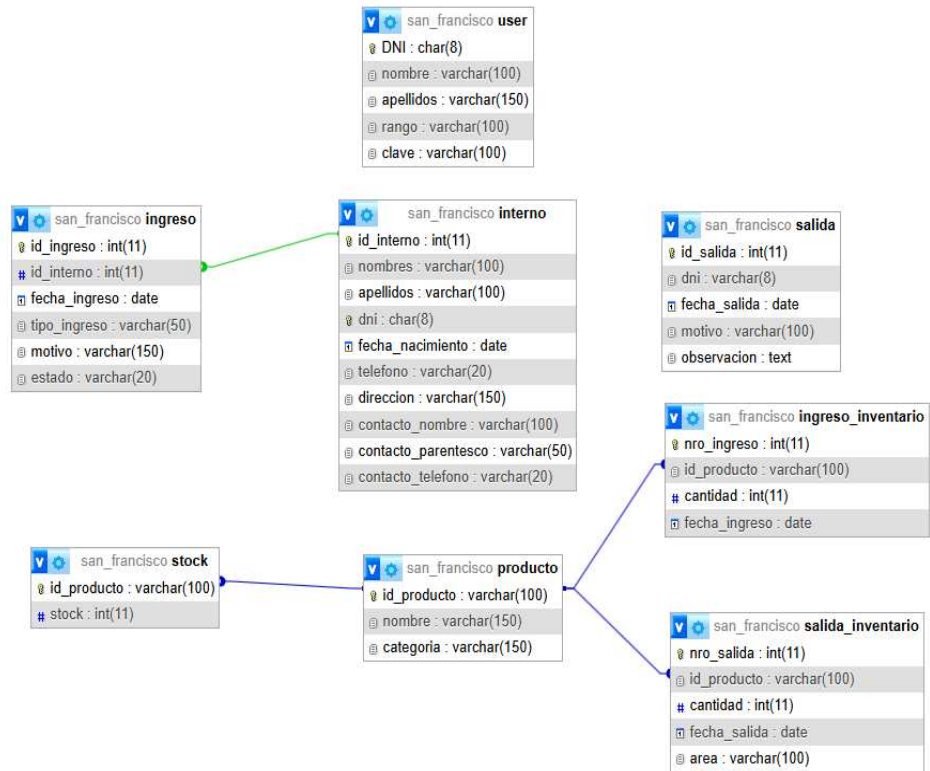 san_francisco user
DNI : char(8)
nombre : varchar(100)
apellidos : varchar(150)
rango : varchar(100)
clave : varchar(100)
san_francisco ingreso
id_ingreso : int(11)
id_interno : int(11)
fecha_ingreso : date
tipo_ingreso : varchar(50)
motivo : varchar(150)
estado : varchar(20)
san_francisco interno
id_interno : int(11)
nombres : varchar(100)
apellidos : varchar(100)
dni : char(8)
fecha_nacimiento : date
telefono : varchar(20)
direccion : varchar(150)
contacto_nombre : varchar(100)
contacto_parentesco : varchar(50)
contacto_telefono : varchar(20)
san_francisco salida
id_salida : int(11)
dni : varchar(8)
fecha_salida : date
motivo : varchar(100)
observacion : text
san_francisco ingreso_inventario
nro_ingreso : int(11)
id_producto : varchar(100)
cantidad : int(11)
fecha_ingreso : date
san_francisco stock
id_producto : varchar(100)
stock : int(11)
san_francisco producto
id_producto : varchar(100)
nombre : varchar(150)
categoria : varchar(150)
san_francisco salida_inventario
nro_salida : int(11)
id_producto : varchar(100)
cantidad : int(11)
fecha_salida : date
area : varchar(100)